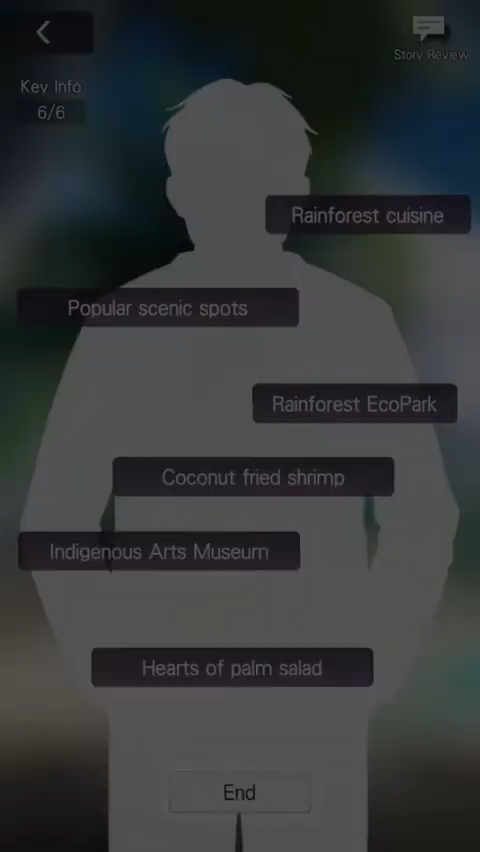 Story Review
Key Info
6/6
Rainforest cuisine
Popular scenic spots
Rainforest EcoPark
Coconut fried shrimp
Indigenous Arts Museum
Hearts of palm salad
End